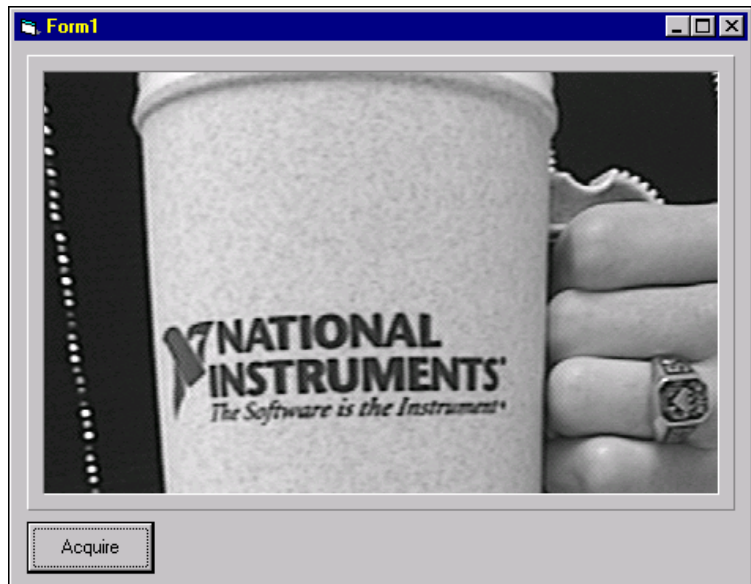 Form1
NATIONAL
INSTRUMENTS®
The Software is the Instrument®
Acquire